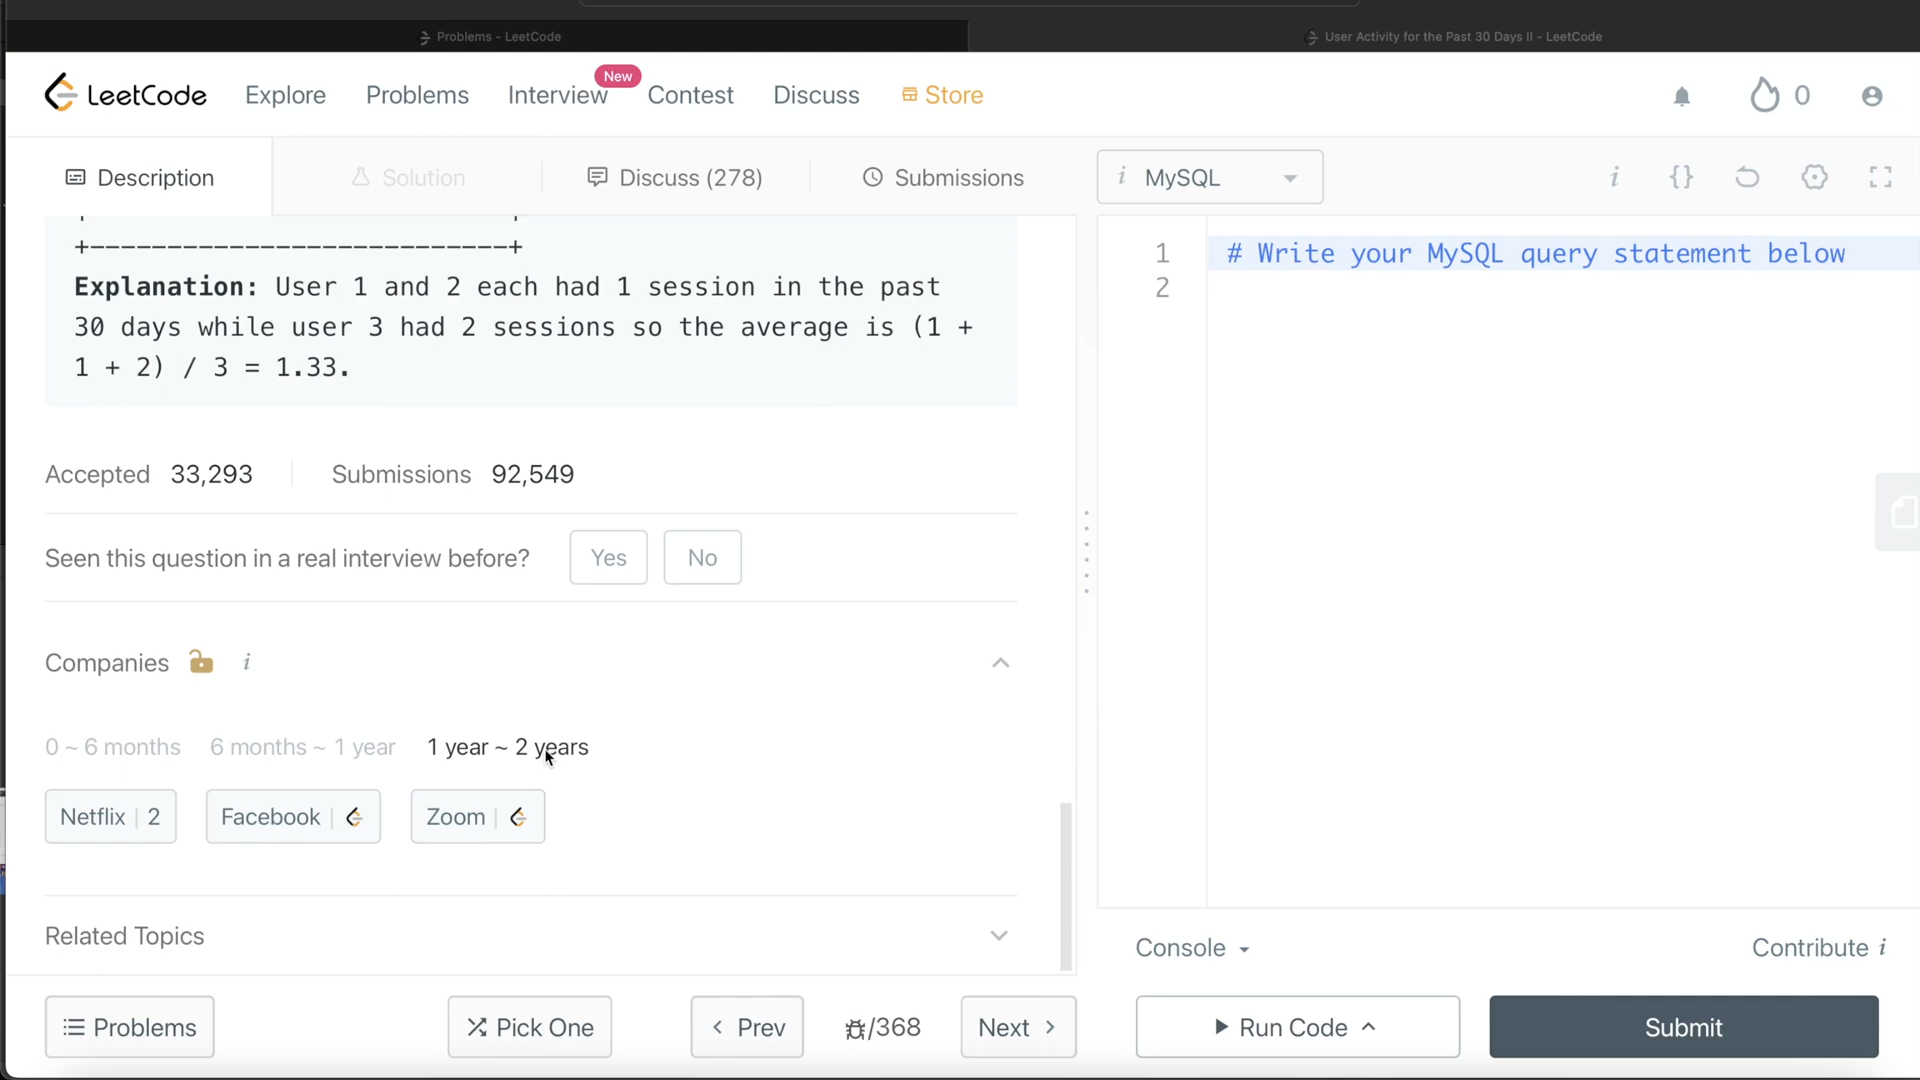 Problems - LeetCode
User Activity for the Past 30 Days II - LeetCode
LeetCode
Explore
Problems
Interview
New
Contest
Discuss
Store
0
Description
Solution
Discuss (278)
Submissions
i MySQL
i {}
+---------------------------+
Explanation: User 1 and 2 each had 1 session in the past
30 days while user 3 had 2 sessions so the average is (1 +
1 + 2) / 3 = 1.33.
Accepted 33,293 Submissions 92,549
Seen this question in a real interview before? Yes No
Companies i
0 ~ 6 months 6 months ~ 1 year 1 year ~ 2 years
Netflix | 2 Facebook | Zoom |
Related Topics
Problems
Pick One
Prev
/368
Next
1 # Write your MySQL query statement below
2
Console
Contribute i
Run Code
Submit